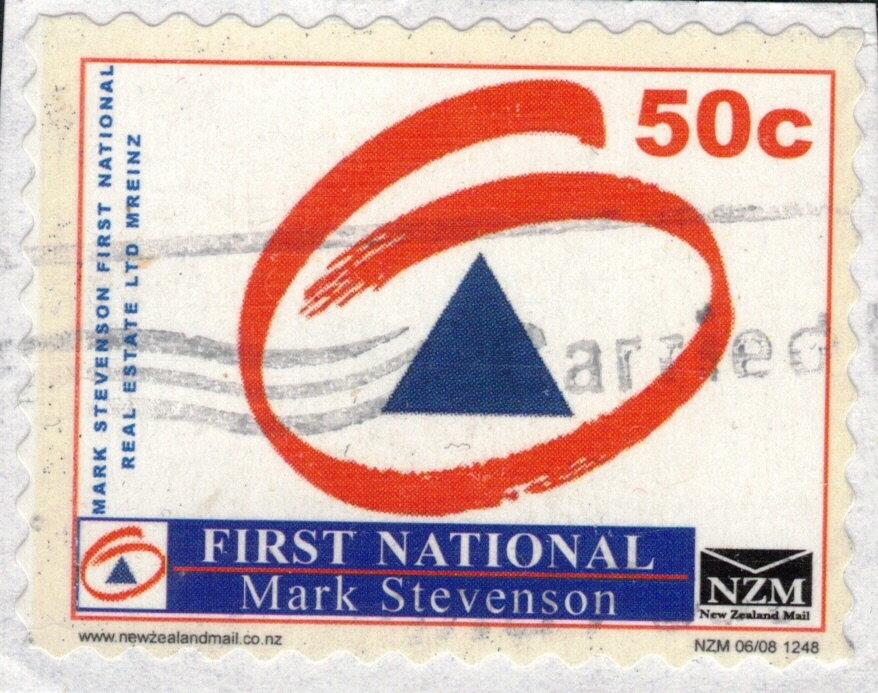 50c
MARK STEVENSON FIRST NATIONAL
REAL ESTATE LTD MREINZ
Carried
FIRST NATIONAL
Mark Stevenson
NZM
New Zealand Mail
www.newzealandmail.co.nz
NZM 06/08 1248